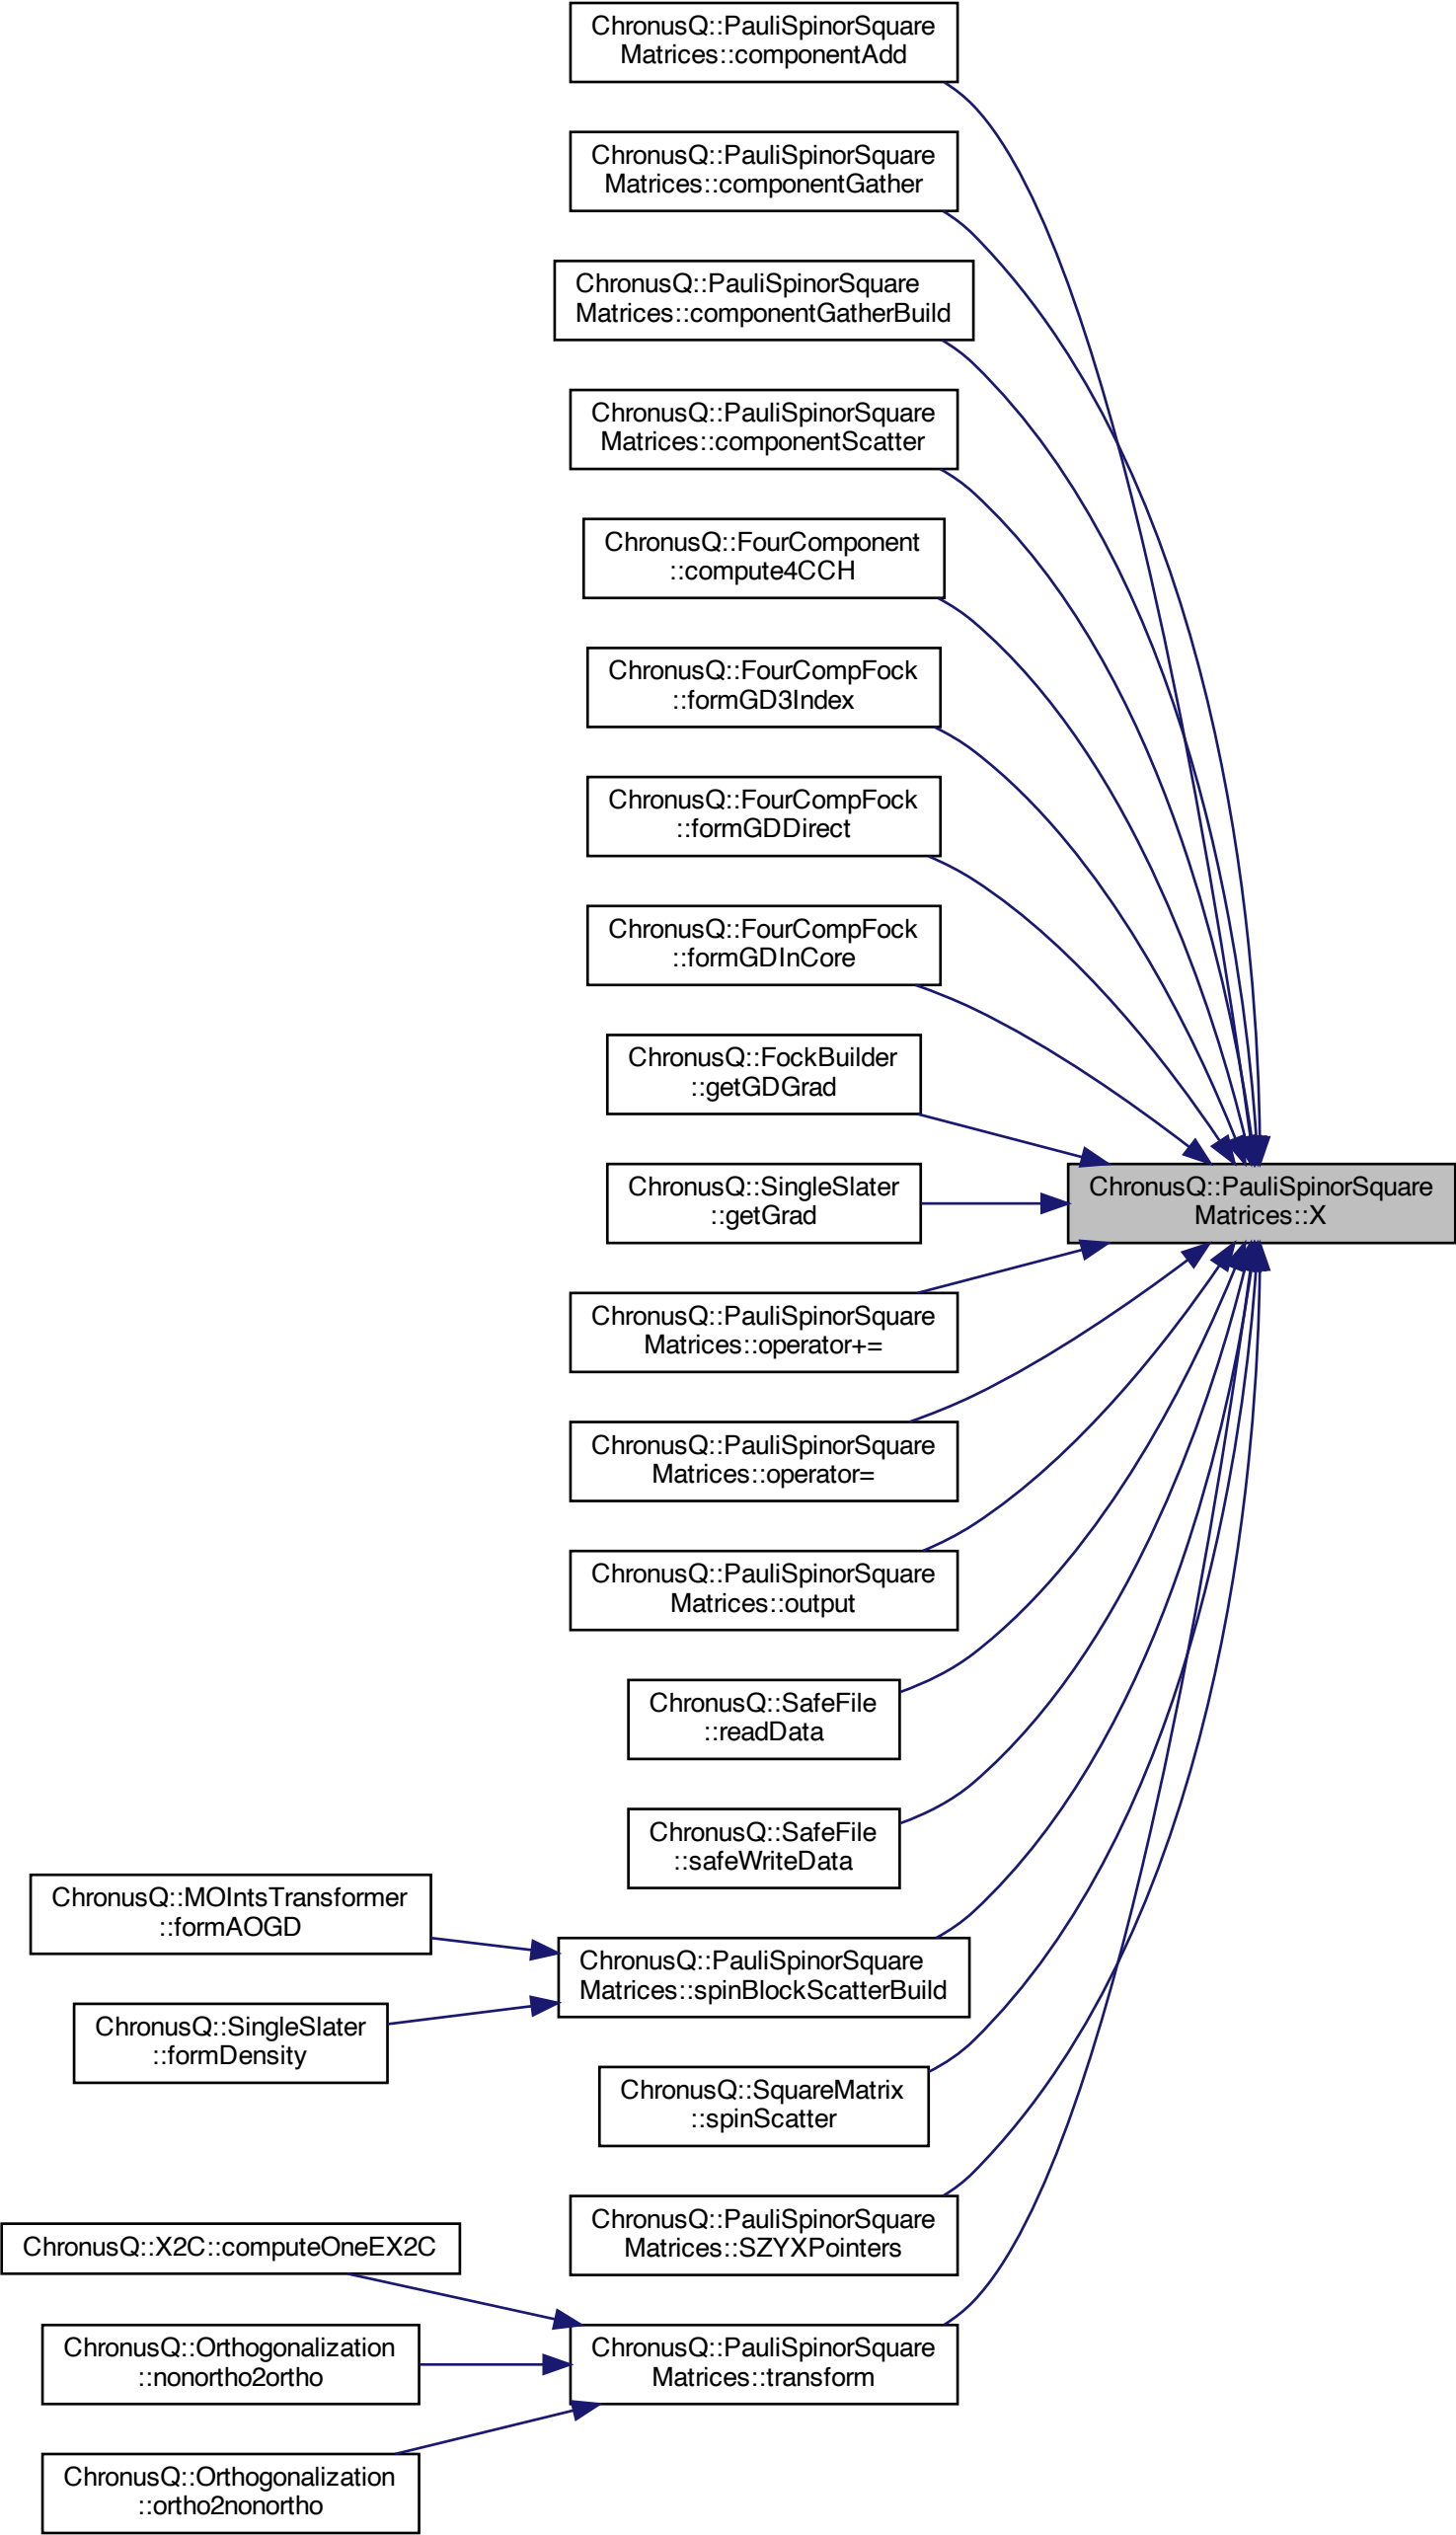 ChronusQ::PauliSpinorSquare
Matrices::componentAdd
ChronusQ::PauliSpinorSquare
Matrices::componentGather
ChronusQ::PauliSpinorSquare
Matrices::componentGatherBuild
ChronusQ::PauliSpinorSquare
Matrices::componentScatter
ChronusQ::FourComponent
::compute4CCH
ChronusQ::FourCompFock
::formGD3Index
ChronusQ::FourCompFock
::formGDDirect
ChronusQ::FourCompFock
::formGDInCore
ChronusQ::FockBuilder
::getGDGrad
ChronusQ::SingleSlater
::getGrad
ChronusQ::PauliSpinorSquare
Matrices::X
ChronusQ::PauliSpinorSquare
Matrices::operator+=
ChronusQ::PauliSpinorSquare
Matrices::operator=
ChronusQ::PauliSpinorSquare
Matrices::output
ChronusQ::SafeFile
::readData
ChronusQ::SafeFile
::safeWriteData
ChronusQ::MOIntsTransformer
::formAOGD
ChronusQ::PauliSpinorSquare
Matrices::spinBlockScatterBuild
ChronusQ::SingleSlater
::formDensity
ChronusQ::SquareMatrix
::spinScatter
ChronusQ::PauliSpinorSquare
Matrices::SZYXPointers
ChronusQ::X2C::computeOneEX2C
ChronusQ::PauliSpinorSquare
Matrices::transform
ChronusQ::Orthogonalization
::nonortho2ortho
ChronusQ::Orthogonalization
::ortho2nonortho